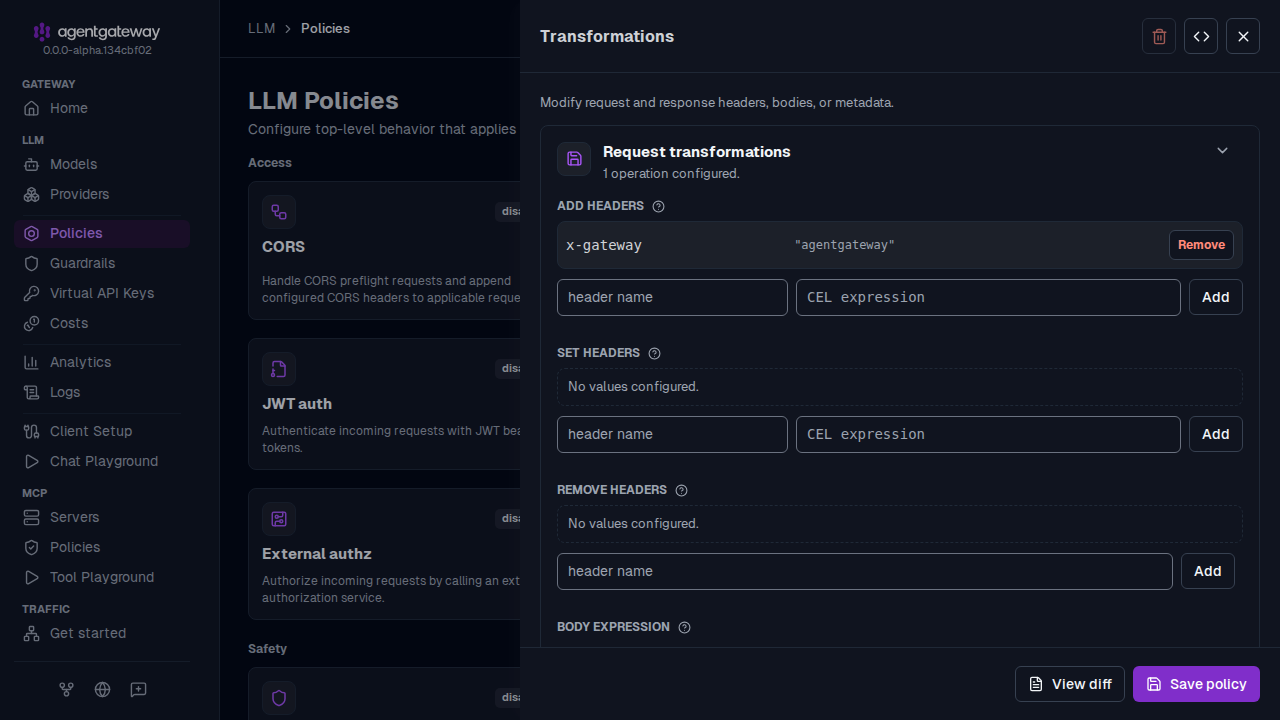 agentgateway
0.0.0-alpha.134cbf02
GATEWAY
Home
LLM
Models
Providers
Policies
Guardrails
Virtual API Keys
Costs
Analytics
Logs
Client Setup
Chat Playground
MCP
Servers
Policies
Tool Playground
TRAFFIC
Get started
LLM > Policies
LLM Policies
Configure top-level behavior that applies
Access
CORS
Handle CORS preflight requests and append
configured CORS headers to applicable
JWT auth
Authenticate incoming requests with JWT
tokens.
External authz
Authorize incoming requests by calling an
authorization service.
Safety
Transformations
Modify request and response headers, bodies, or metadata.
Request transformations
1 operation configured.
ADD HEADERS
x-gateway "agentgateway" Remove
header name CEL expression Add
SET HEADERS
No values configured.
header name CEL expression Add
REMOVE HEADERS
No values configured.
header name Add
BODY EXPRESSION
View diff Save policy